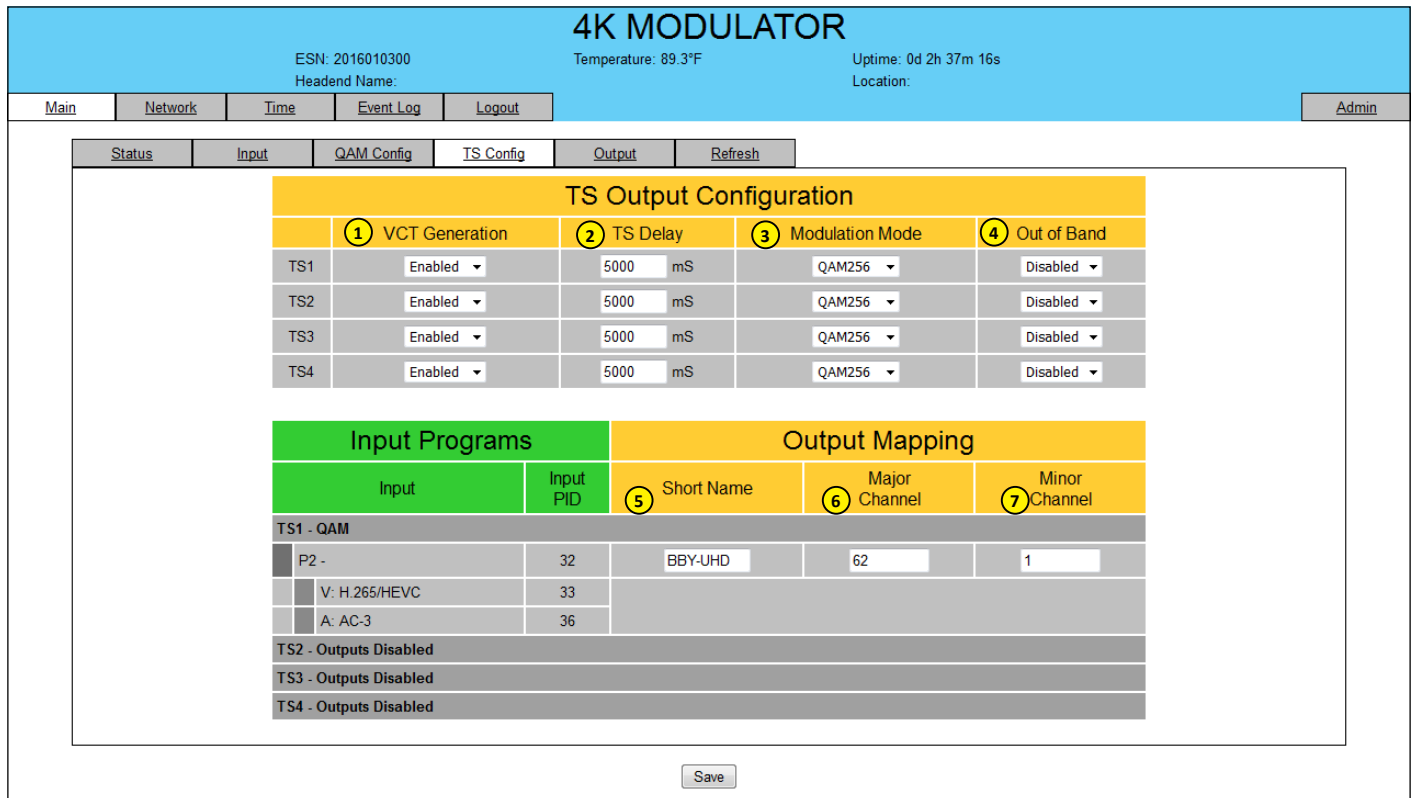 4K MODULATOR
ESN: 2016010300 Temperature: 89.3°F Uptime: 0d 2h 37m 16s
Headend Name: Location:
Main Network Time Event Log Logout Admin
Status Input QAM Config TS Config Output Refresh
TS Output Configuration
1 VCT Generation 2 TS Delay 3 Modulation Mode 4 Out of Band
TS1 Enabled 5000 mS QAM256 Disabled
TS2 Enabled 5000 mS QAM256 Disabled
TS3 Enabled 5000 mS QAM256 Disabled
TS4 Enabled 5000 mS QAM256 Disabled
Input Programs Output Mapping
Input Input PID 5 Short Name 6 Major Channel 7 Minor Channel
TS1 - QAM
P2 - 32 BBY-UHD 62 1
V: H.265/HEVC 33
A: AC-3 36
TS2 - Outputs Disabled
TS3 - Outputs Disabled
TS4 - Outputs Disabled
Save